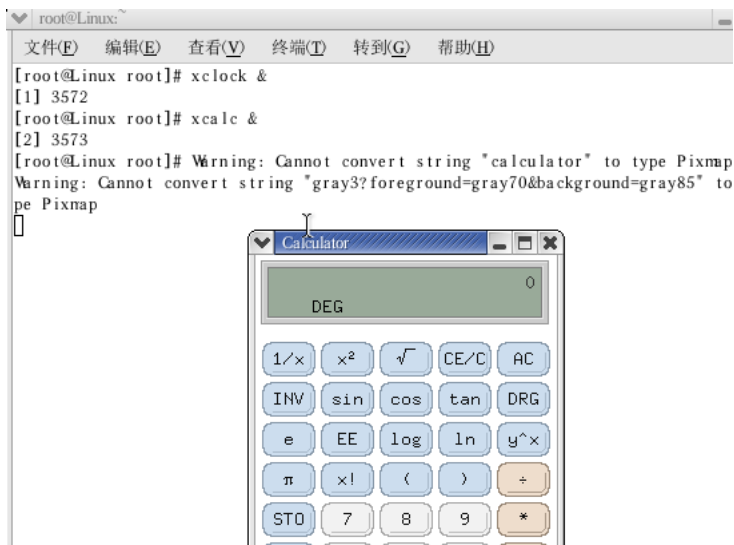 root@Linux:~
文件(F) 编辑(E) 查看(V) 终端(T) 转到(G) 帮助(H)
[root@Linux root]# xclock &
[1] 3572
[root@Linux root]# xcalc &
[2] 3573
[root@Linux root]# Warning: Cannot convert string "calculator" to type Pixmap
Warning: Cannot convert string "gray3?foreground=gray70&background=gray85" to
pe Pixmap
Calculator
0
DEG
1/x x² √ CE/C AC
INV sin cos tan DRG
e EE log ln y^x
π x! ( ) ÷
STO 7 8 9 *